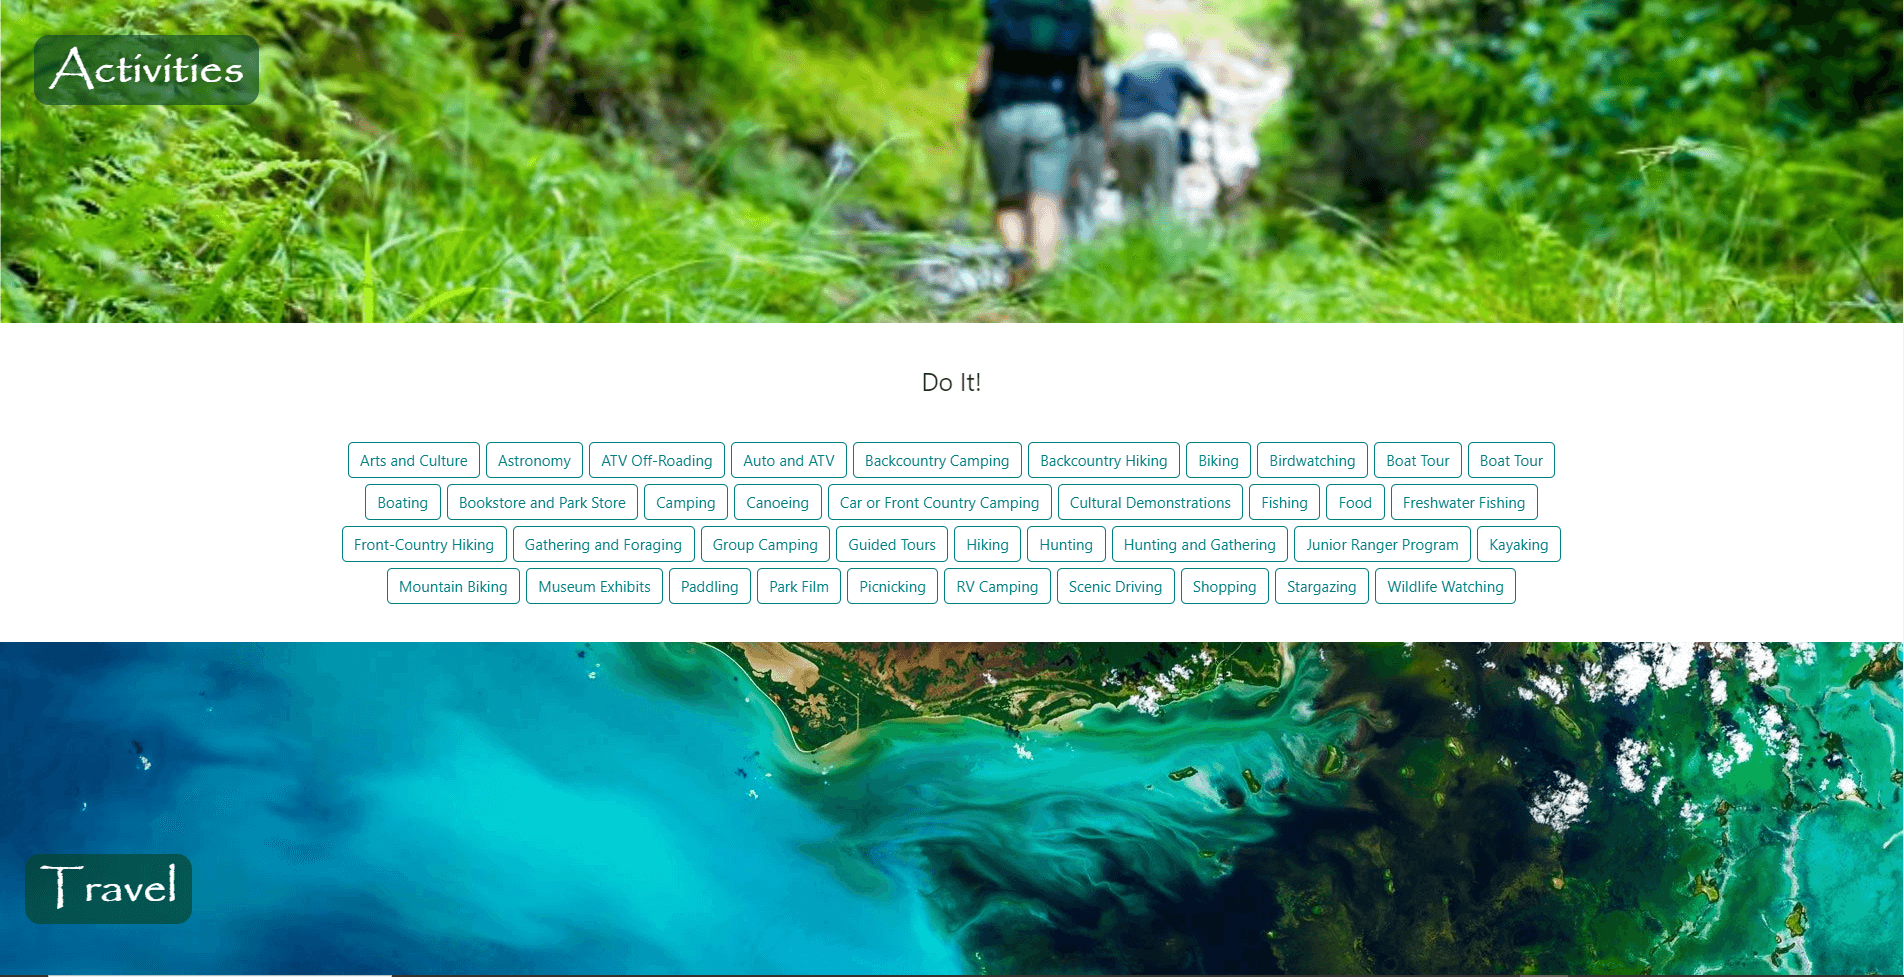 Activities
Do It!
Arts and Culture Astronomy ATV Off-Roading Auto and ATV Backcountry Camping Backcountry Hiking Biking Birdwatching Boat Tour Boat Tour
Boating Bookstore and Park Store Camping Canoeing Car or Front Country Camping Cultural Demonstrations Fishing Food Freshwater Fishing
Front-Country Hiking Gathering and Foraging Group Camping Guided Tours Hiking Hunting Hunting and Gathering Junior Ranger Program Kayaking
Mountain Biking Museum Exhibits Paddling Park Film Picnicking RV Camping Scenic Driving Shopping Stargazing Wildlife Watching
Travel